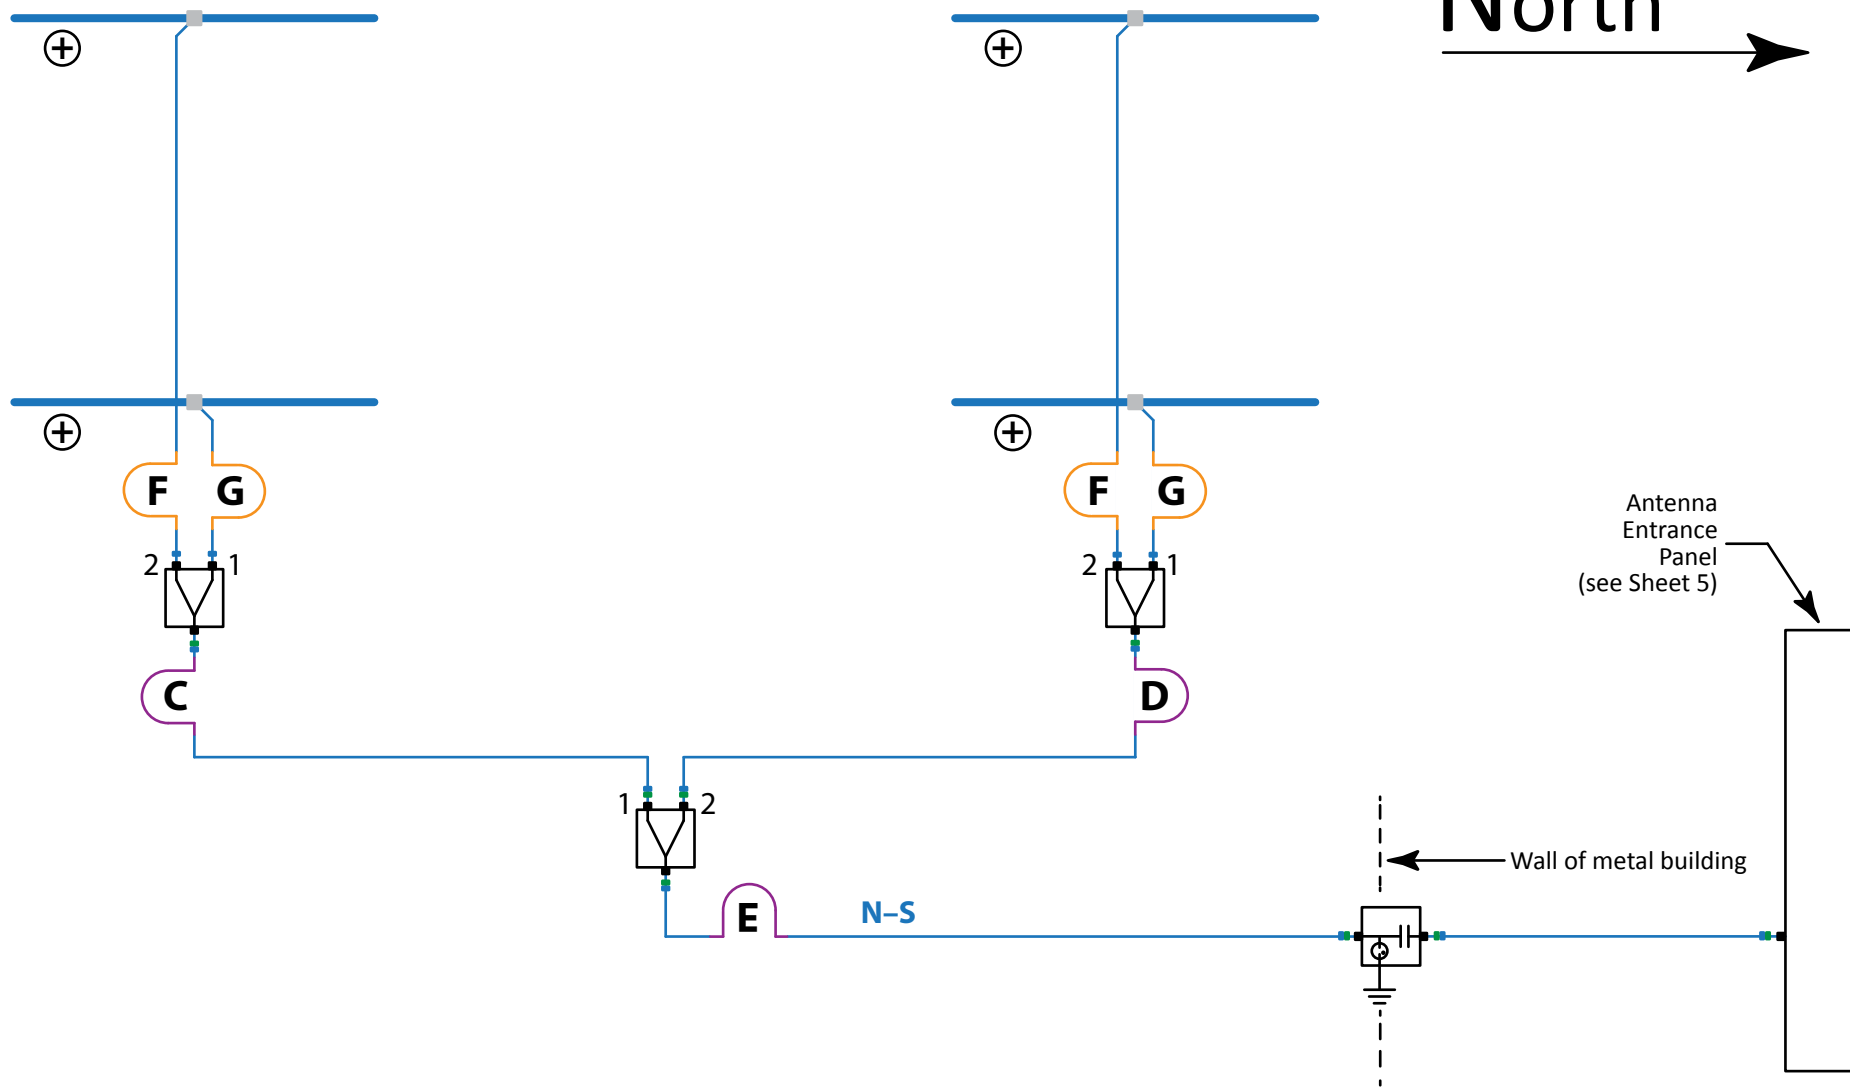 North
F G
F G
Antenna
Entrance
Panel
(see Sheet 5)
2 1
2 1
C
D
1 2
Wall of metal building
E
N–S